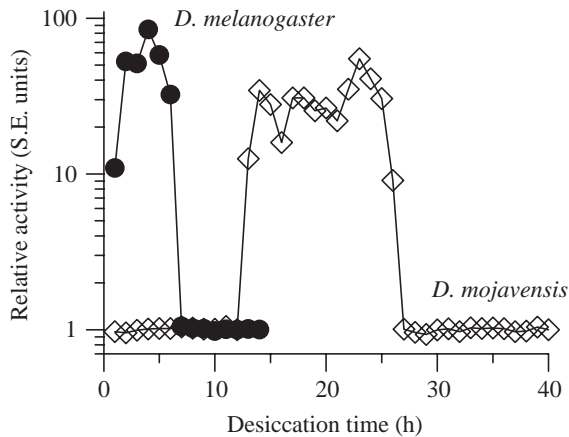 D. melanogaster
Relative activity (S.E. units)
100
10
1
D. mojavensis
0
10
20
30
40
Desiccation time (h)